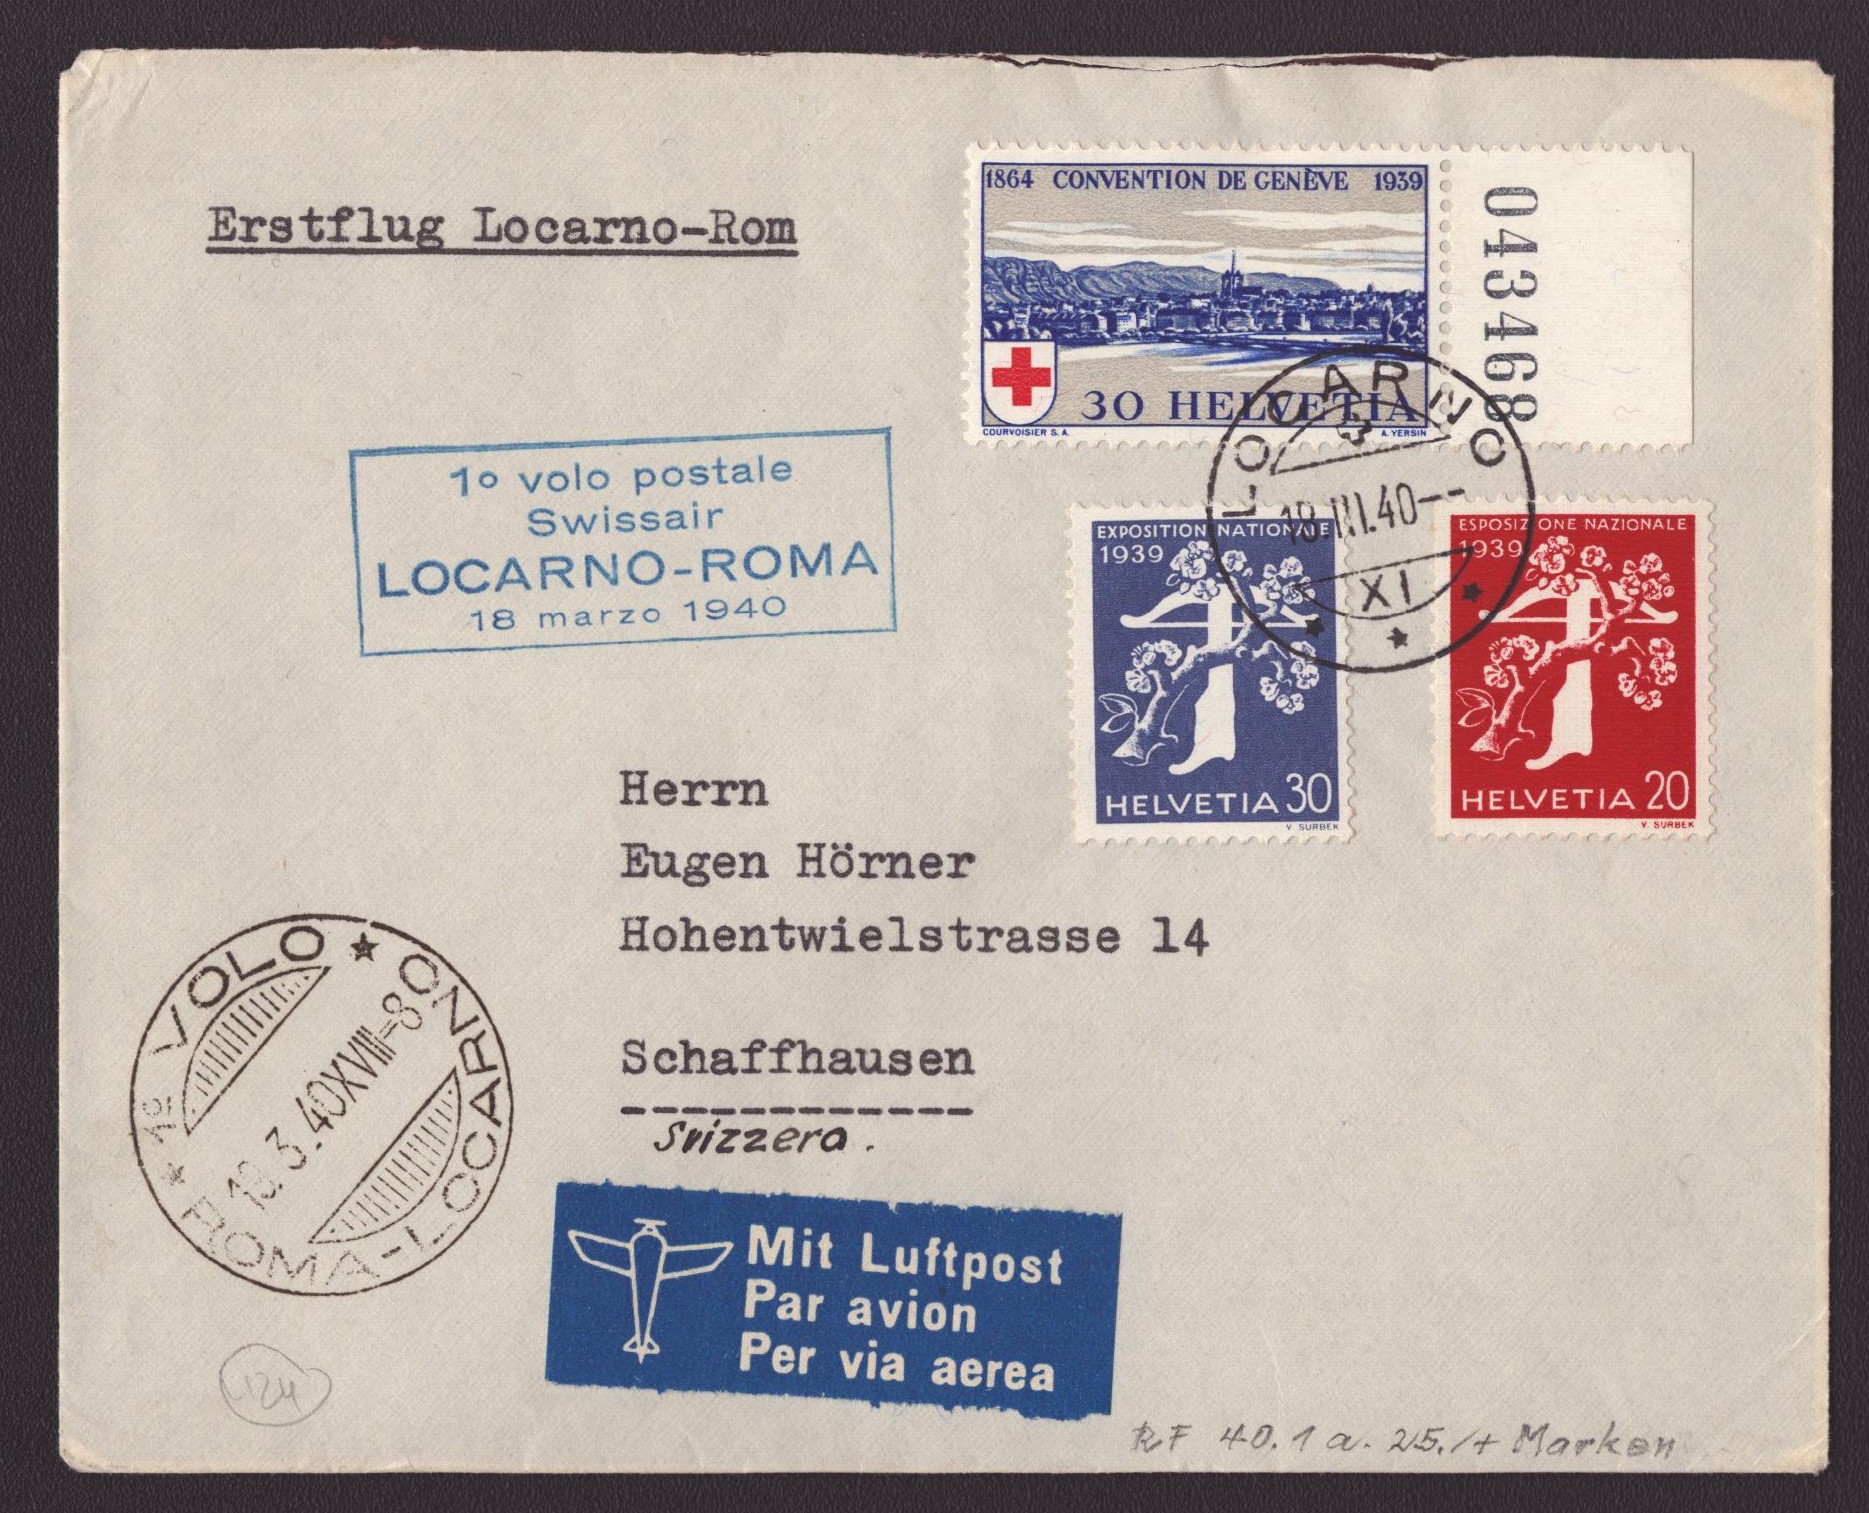 Erstflug Locarno-Rom
1864 CONVENTION DE GENÈVE 1939
30 HELVETIA
COURVOISIER S.A. A. YERSIN
043468
1º volo postale
Swissair
LOCARNO-ROMA
18 marzo 1940
LOCARNO
18.III.40--
XI
EXPOSITION NATIONALE
1939
HELVETIA 30
V. SURBEK
ESPOSIZIONE NAZIONALE
1939
HELVETIA 20
V. SURBEK
Herrn
Eugen Hörner
Hohentwielstrasse 14
Schaffhausen
Svizzera.
1º VOLO
ROMA-LOCARNO
18.3.40XVIII-8
Mit Luftpost
Par avion
Per via aerea
124
RF 40.1a. 25./+ Marken